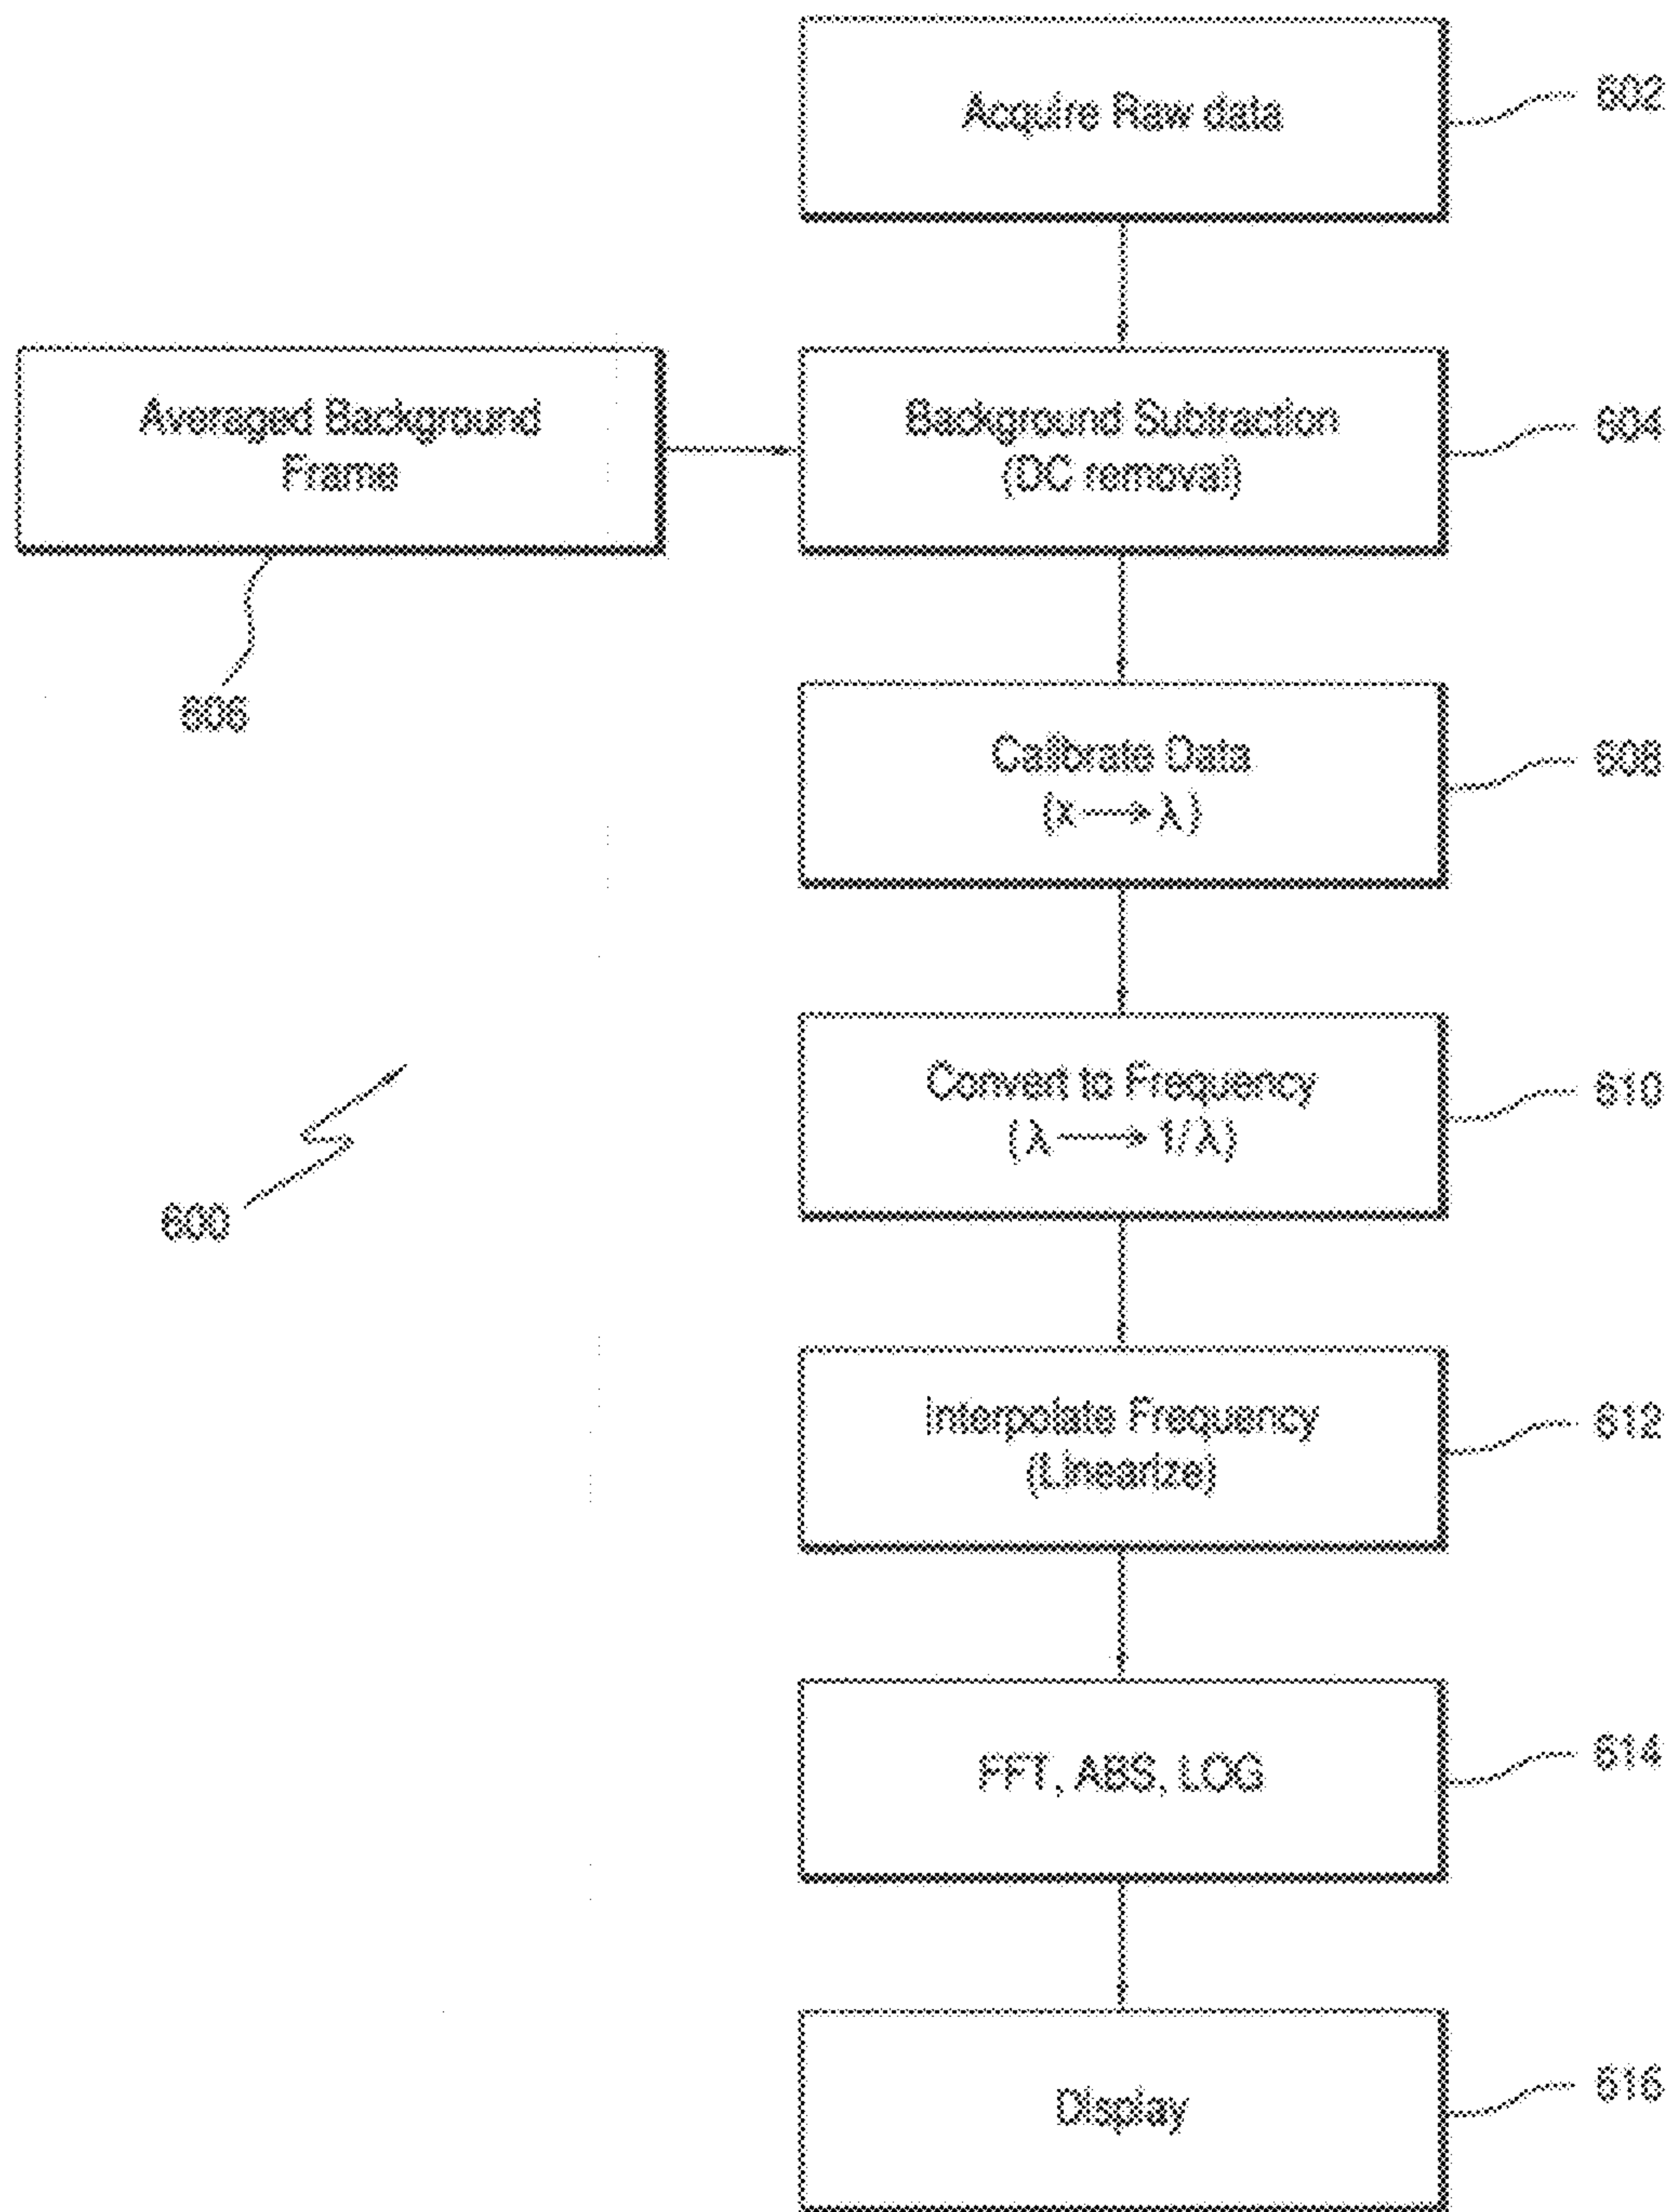 Acquire Raw data
602
Averaged Background
Frame
606
Background Subtraction
(DC removal)
604
Calibrate Data
(x → λ)
608
Convert to Frequency
(λ → 1/λ)
610
600
Interpolate Frequency
(Linearize)
612
FFT, ABS, LOG
614
Display
616